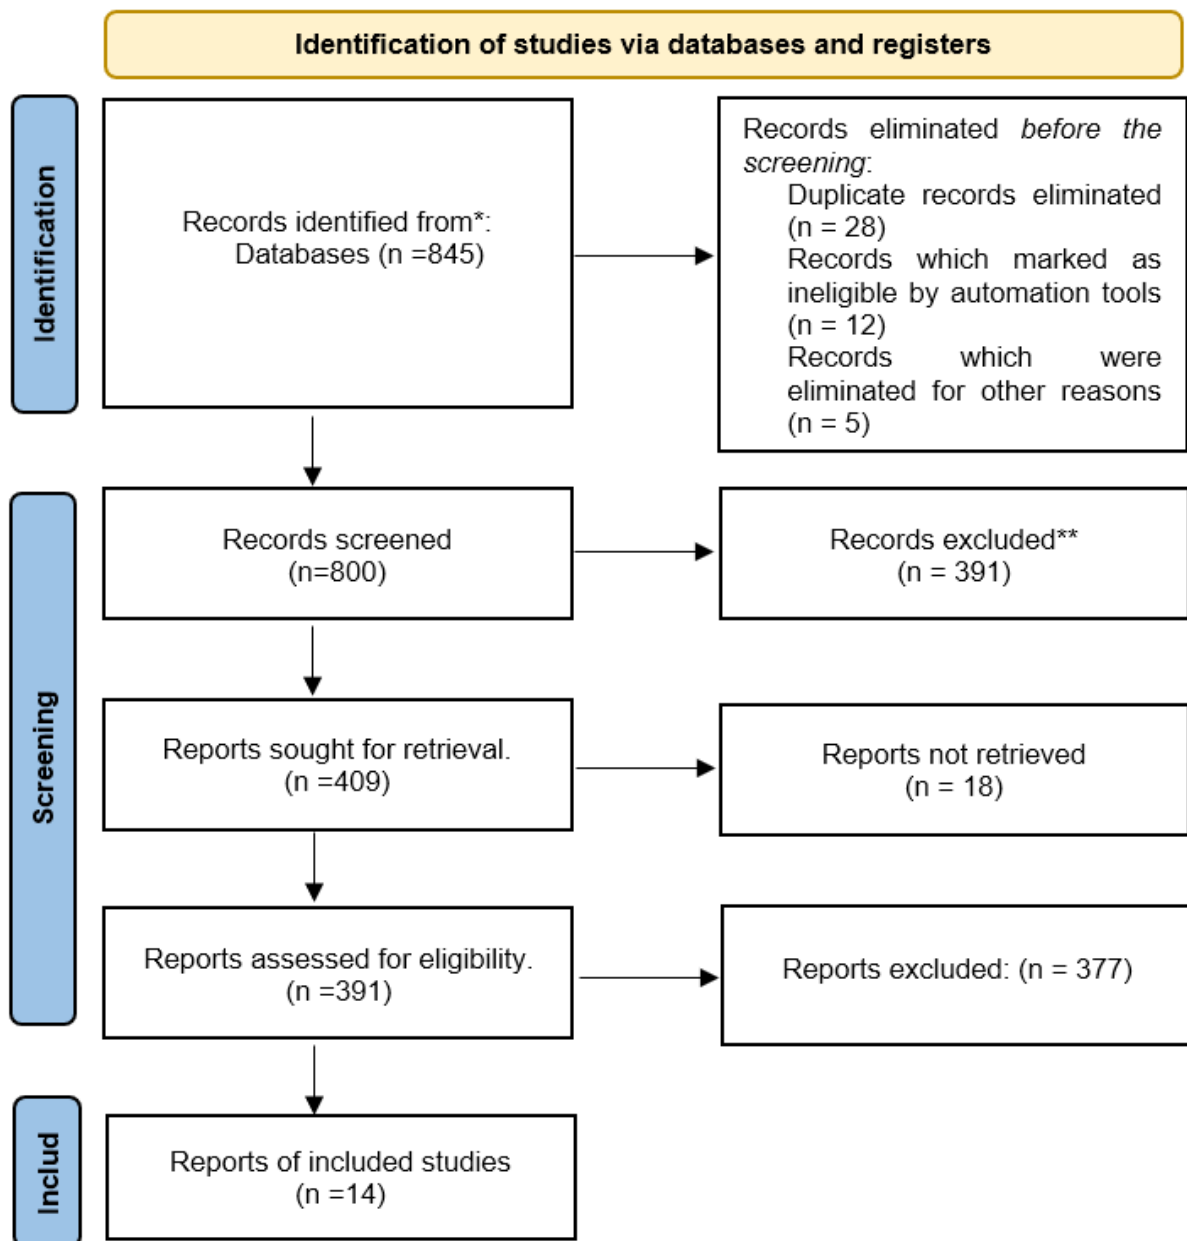 Identification of studies via databases and registers
Identification
Records identified from*:
Databases (n =845)
Records eliminated before the
screening:
Duplicate records eliminated
(n = 28)
Records which marked as
ineligible by automation tools
(n = 12)
Records which were
eliminated for other reasons
(n = 5)
Screening
Records screened
(n=800)
Records excluded**
(n = 391)
Reports sought for retrieval.
(n =409)
Reports not retrieved
(n = 18)
Reports assessed for eligibility.
(n =391)
Reports excluded: (n = 377)
Includ
Reports of included studies
(n =14)